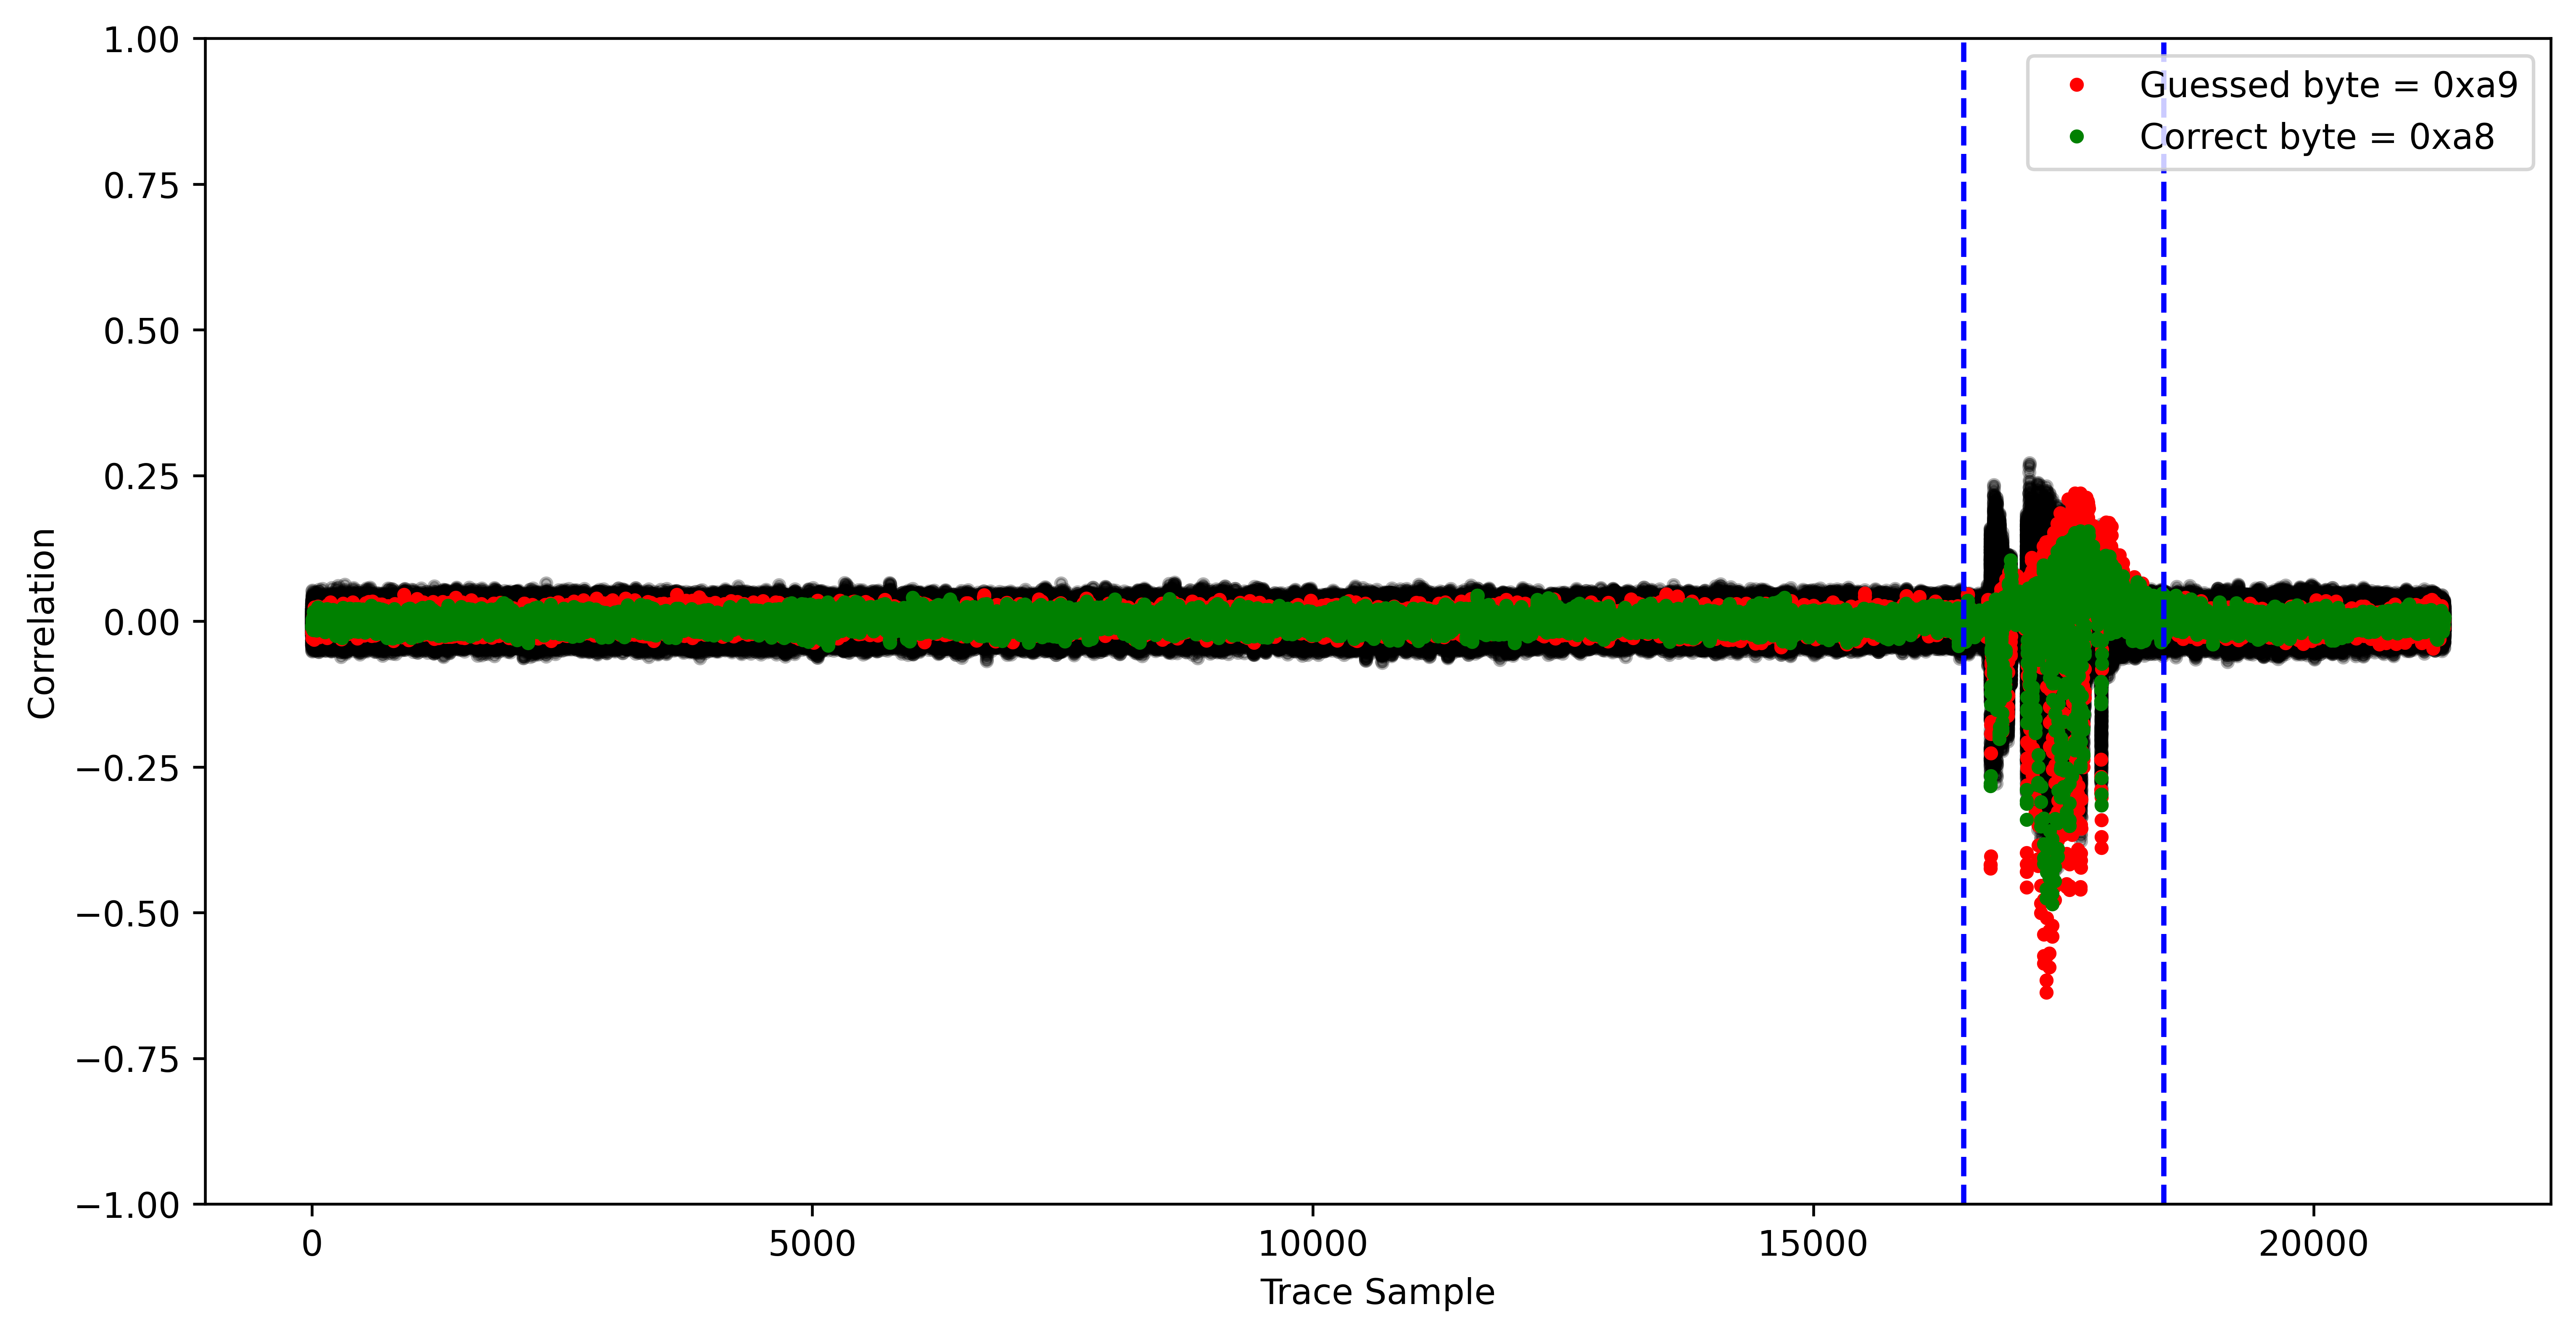 1.00
0.75
0.50
0.25
0.00
−0.25
−0.50
−0.75
−1.00
Correlation
Guessed byte = 0xa9
Correct byte = 0xa8
0 5000 10000 15000 20000
Trace Sample